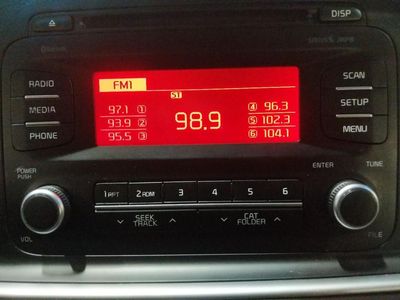 DISP
SIRIUS
RADIO
MEDIA
PHONE
FM1
ST
97.1 1
93.9 2
95.5 3
98.9
4 96.3
5 102.3
6 104.1
SCAN
SETUP
MENU
POWER
PUSH
VOL
1 RPT
2 RDM
3
4
5
6
SEEK
TRACK
CAT
FOLDER
ENTER
TUNE
FILE